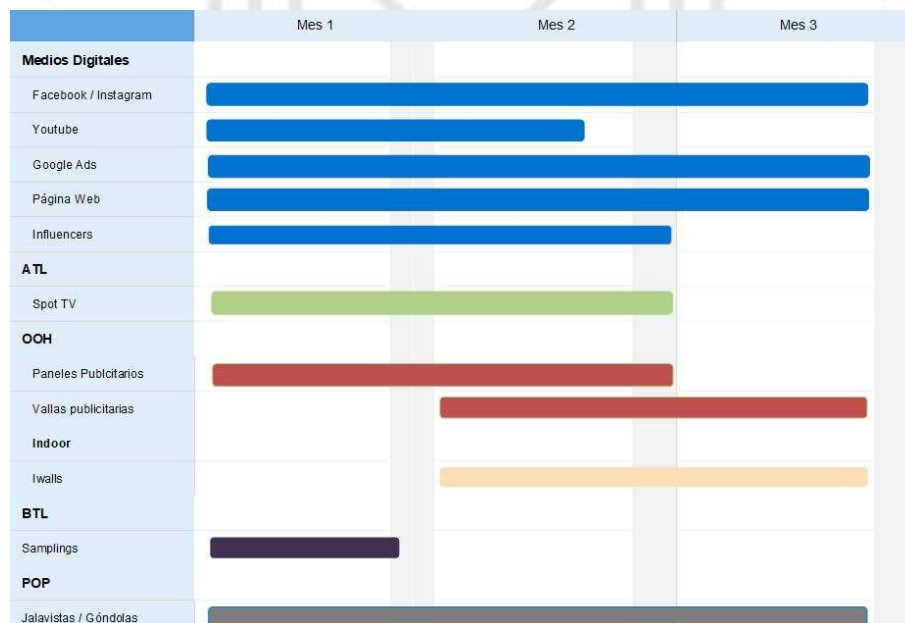 Mes 1 Mes 2 Mes 3
Medios Digitales
Facebook / Instagram
Youtube
Google Ads
Página Web
Influencers
ATL
Spot TV
OOH
Paneles Publcitarios
Vallas publicitarias
Indoor
Iwalls
BTL
Samplings
POP
Jalavistas / Góndolas